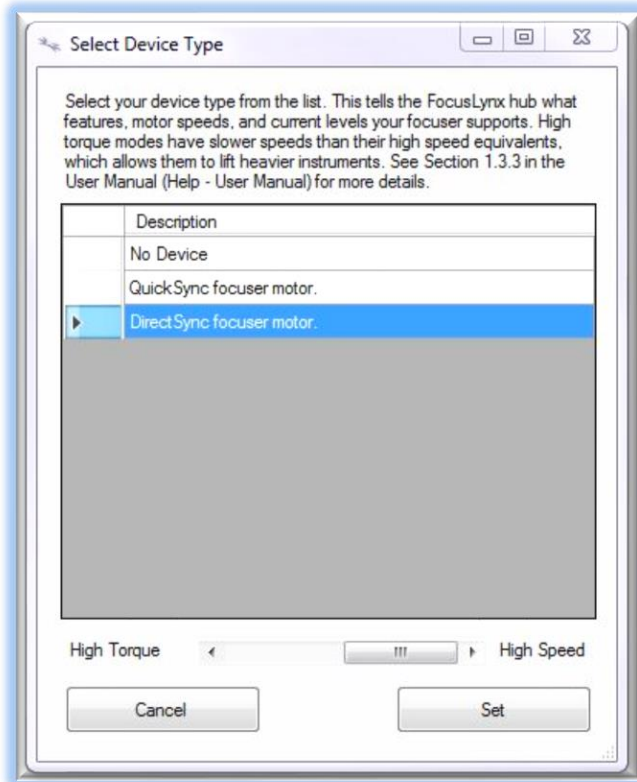 Select Device Type
Select your device type from the list. This tells the FocusLynx hub what
features, motor speeds, and current levels your focuser supports. High
torque modes have slower speeds than their high speed equivalents,
which allows them to lift heavier instruments. See Section 1.3.3 in the
User Manual (Help - User Manual) for more details.
Description
No Device
QuickSync focuser motor.
DirectSync focuser motor.
High Torque High Speed
Cancel Set